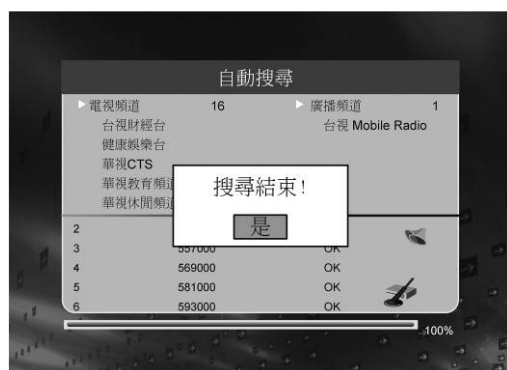 自動搜尋
電視頻道 16 廣播頻道 1
台視財經台 台視 Mobile Radio
健康娛樂台
華視CTS
華視教育頻道
華視休閒頻道
搜尋結束!
是
2
3 557000 OK
4 569000 OK
5 581000 OK
6 593000 OK
100%